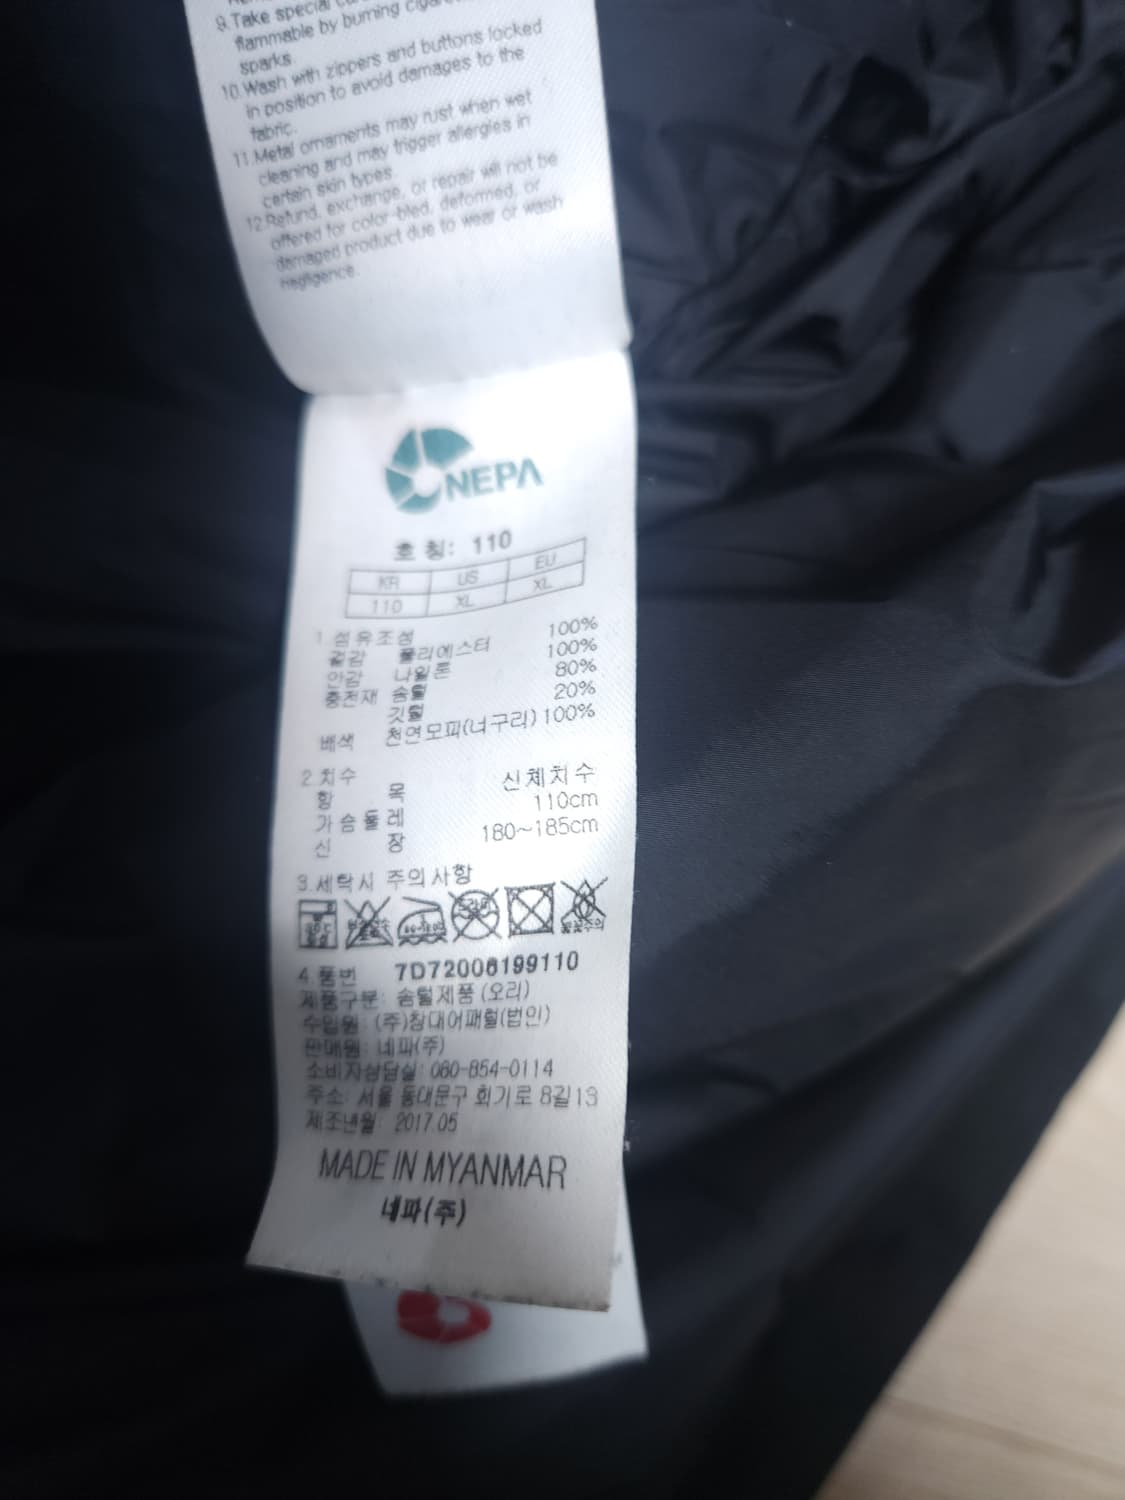 9.Take special
flammable by burning
sparks.
10.Wash with zippers and buttons locked
in position to avoid damages to the
fabric.
11.Metal ornaments may rust when wet
cleaning and may trigger allergies in
certain skin types.
12.Refund, exchange, or repair will not be
offered for color-bled, deformed, or
damaged product due to wear or wash
negligence.
NEPA
호 칭: 110
KR US EU
110 XL XL
1.섬유조성
겉감 폴리에스터 100%
안감 나일론 100%
충전재 솜털 80%
깃털 20%
배색 천연모피(너구리) 100%
2.치수
항 목 신체치수
가슴둘레 110cm
신 장 180~185cm
3.세탁시 주의사항
4.품번 7D72006199110
제품구분: 솜털제품 (오리)
수입원: (주)창대어패럴(법인)
판매원: 네파(주)
소비자상담실: 080-854-0114
주소: 서울 동대문구 회기로 8길13
제조년월: 2017.05
MADE IN MYANMAR
네파(주)